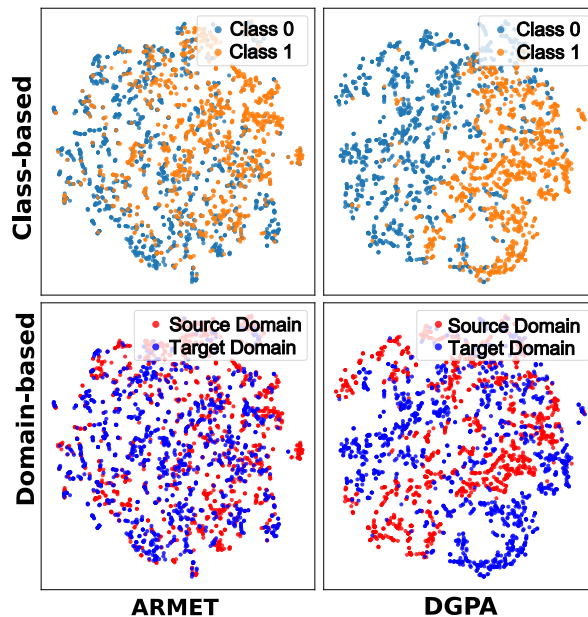 Class 0
Class 1
Class 0
Class 1
Class-based
Source Domain
Target Domain
Source Domain
Target Domain
Domain-based
ARMET
DGPA